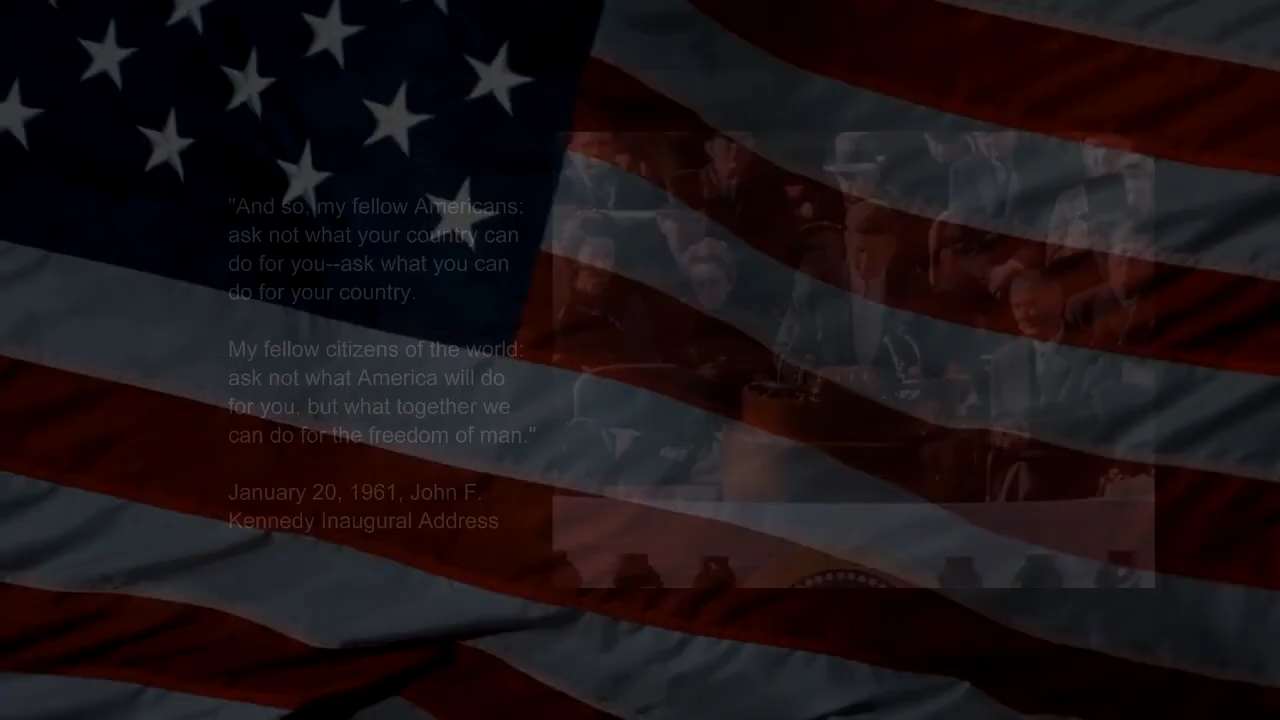 "And so, my fellow Americans:
ask not what your country can
do for you--ask what you can
do for your country.
My fellow citizens of the world:
ask not what America will do
for you, but what together we
can do for the freedom of man."
January 20, 1961, John F.
Kennedy Inaugural Address